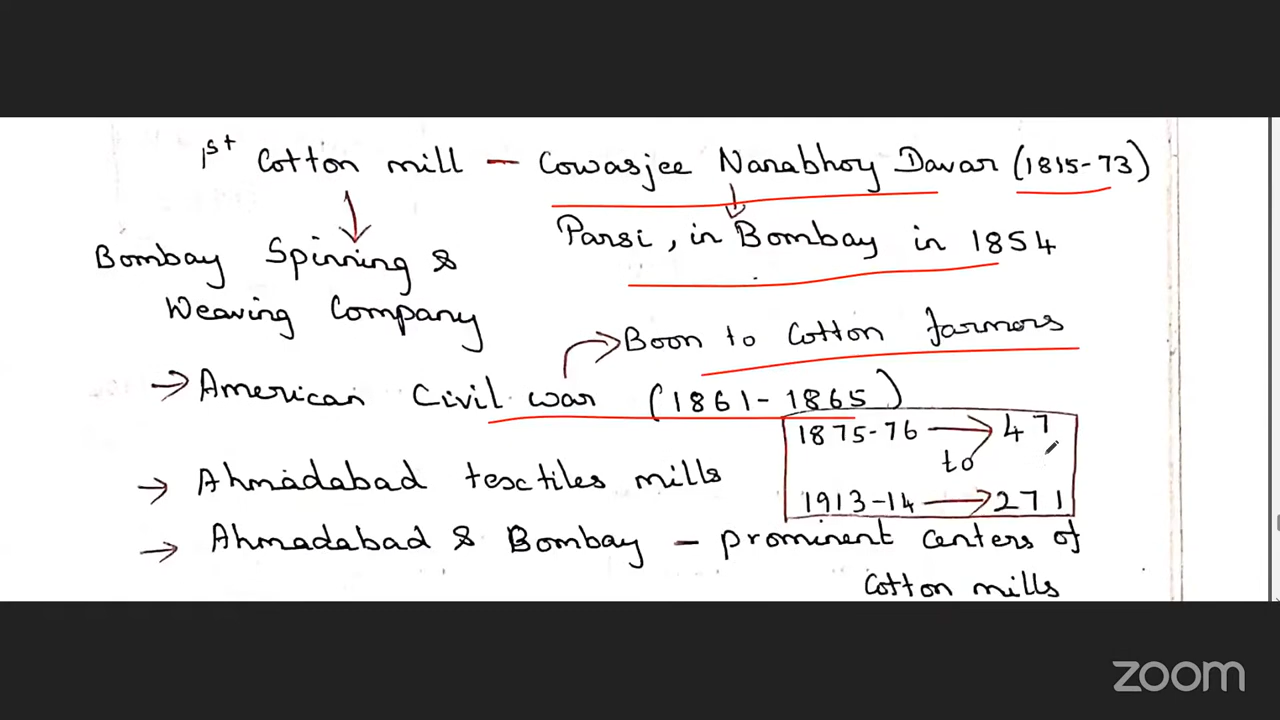 1st Cotton mill – Cowasjee Nanabhoy Davar (1815-73)
Parsi, in Bombay in 1854
Bombay Spinning &
Weaving Company
→ Boon to Cotton farmers
→ American Civil war (1861-1865)
1875-76 → 47
to
1913-14 → 271
→ Ahmadabad textiles mills
→ Ahmadabad & Bombay – prominent centers of
Cotton mills
zoom